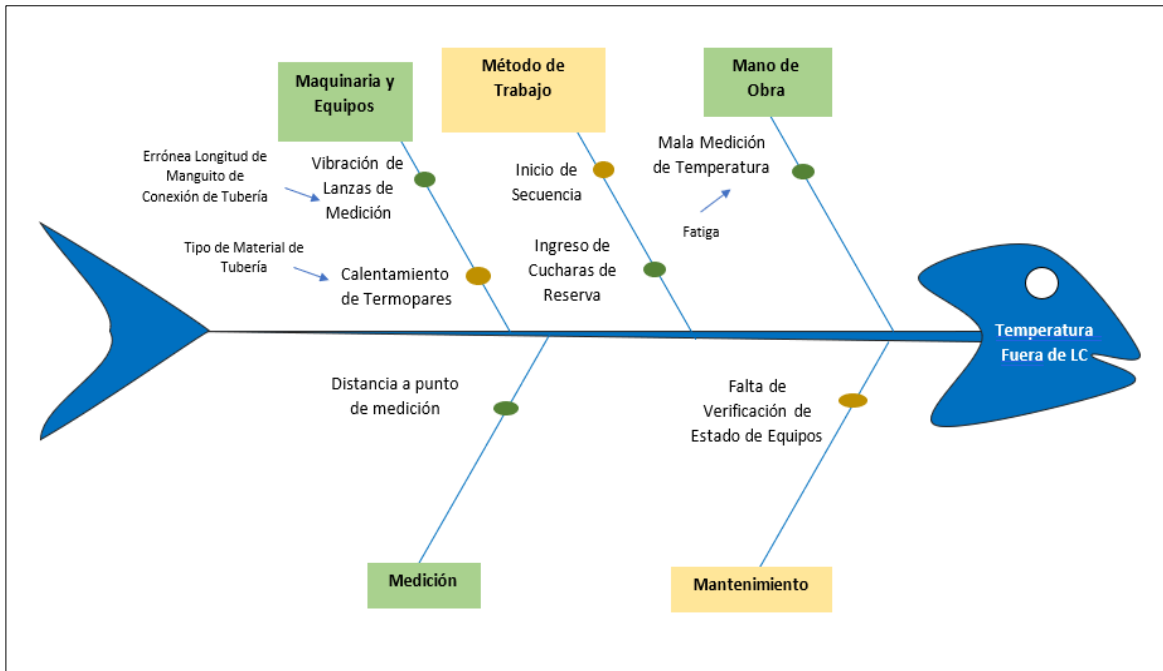 Maquinaria y
Equipos
Método de
Trabajo
Mano de
Obra
Errónea Longitud de
Manguito de
Conexión de Tubería
Vibración de
Lanzas de
Medición
Tipo de Material de
Tubería
Calentamiento
de Termopares
Inicio de
Secuencia
Ingreso de
Cucharas de
Reserva
Mala Medición
de Temperatura
Fatiga
Temperatura
Fuera de LC
Distancia a punto
de medición
Falta de
Verificación de
Estado de Equipos
Medición
Mantenimiento